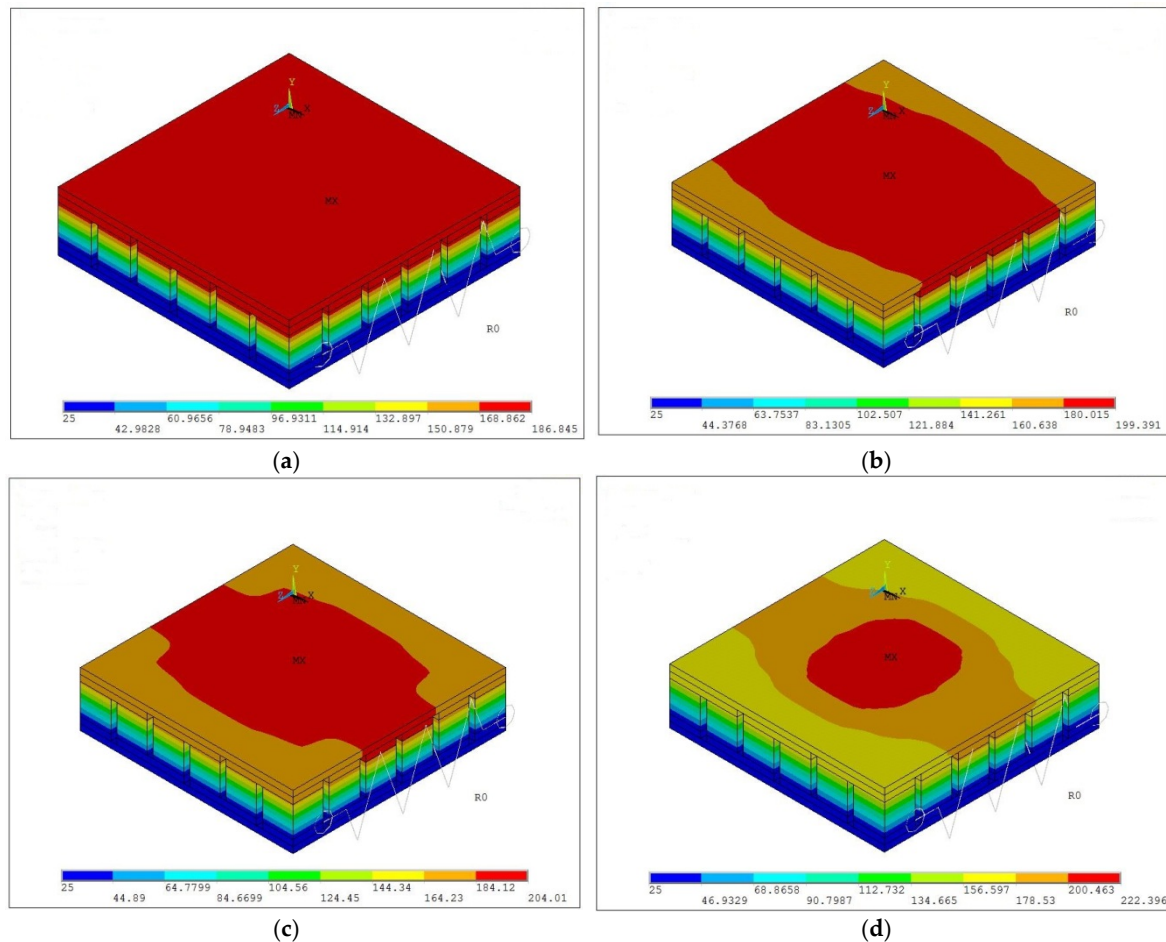 Y
Z X
MN
MX
R0
25 60.9656 96.9311 132.897 168.862
42.9828 78.9483 114.914 150.879 186.845
(a)
Y
Z X
MN
MX
R0
25 63.7537 102.507 141.261 180.015
44.3768 83.1305 121.884 160.638 199.391
(b)
Y
Z X
MN
MX
R0
25 64.7799 104.56 144.34 184.12
44.89 84.6699 124.45 164.23 204.01
(c)
Y
Z X
MN
MX
R0
25 68.8658 112.732 156.597 200.463
46.9329 90.7987 134.665 178.53 222.396
(d)